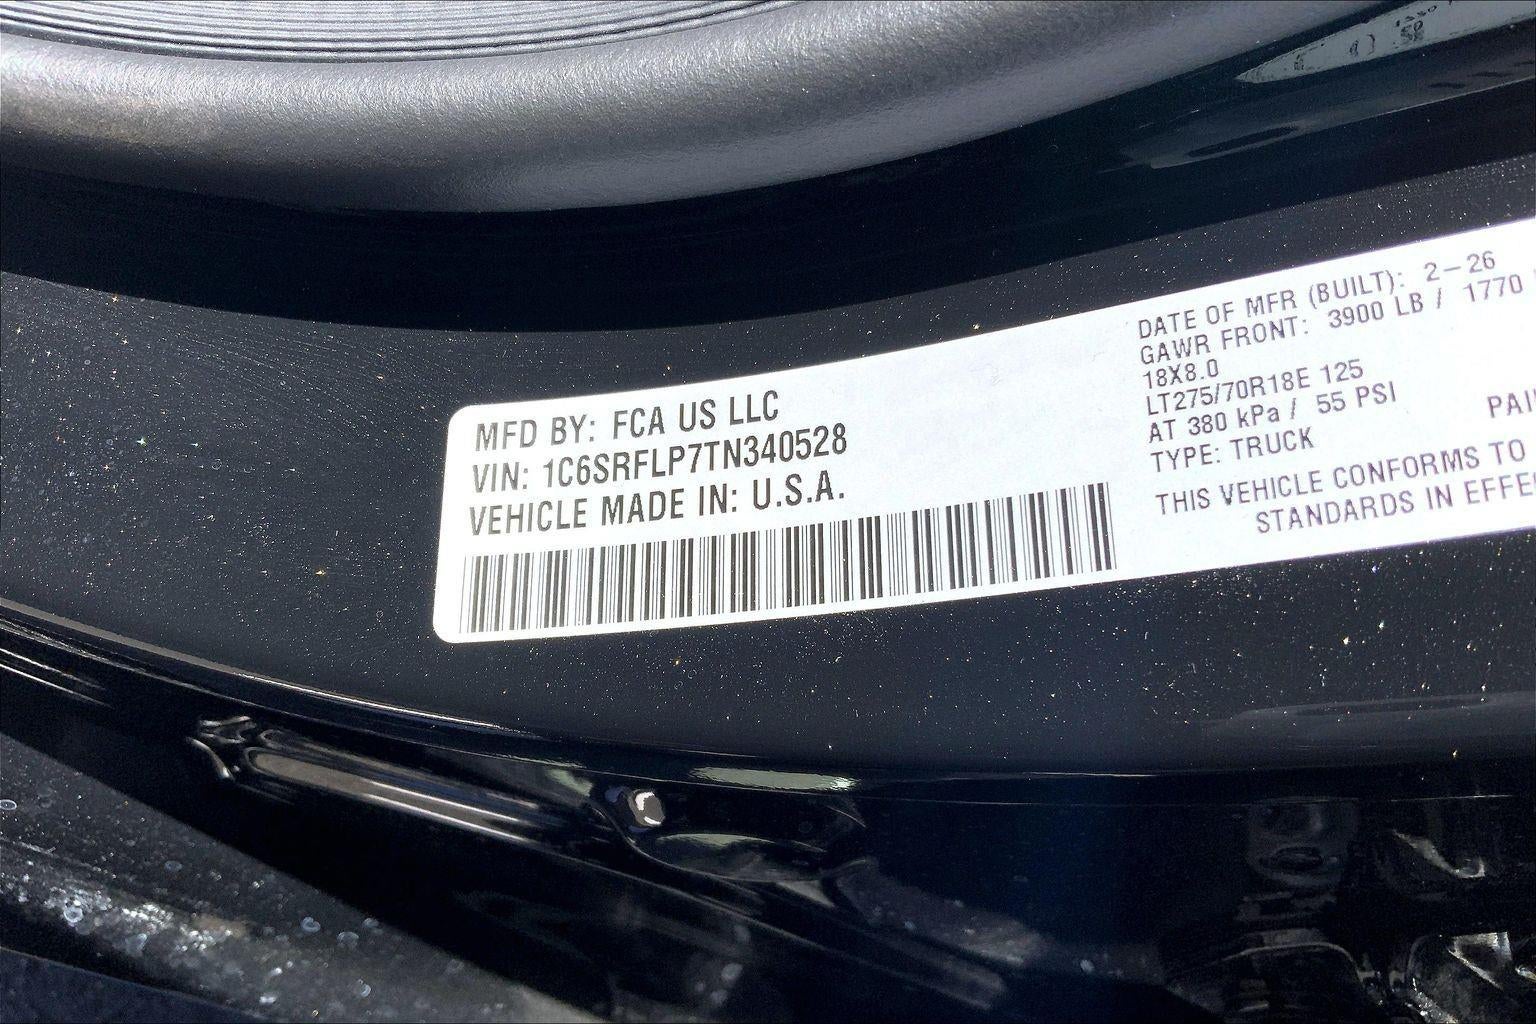 MFD BY: FCA US LLC
VIN: 1C6SRFLP7TN340528
VEHICLE MADE IN: U.S.A.
DATE OF MFR (BUILT): 2-26
GAWR FRONT: 3900 LB / 1770
18X8.0
LT275/70R18E 125
AT 380 kPa / 55 PSI
TYPE: TRUCK
THIS VEHICLE CONFORMS TO
STANDARDS IN